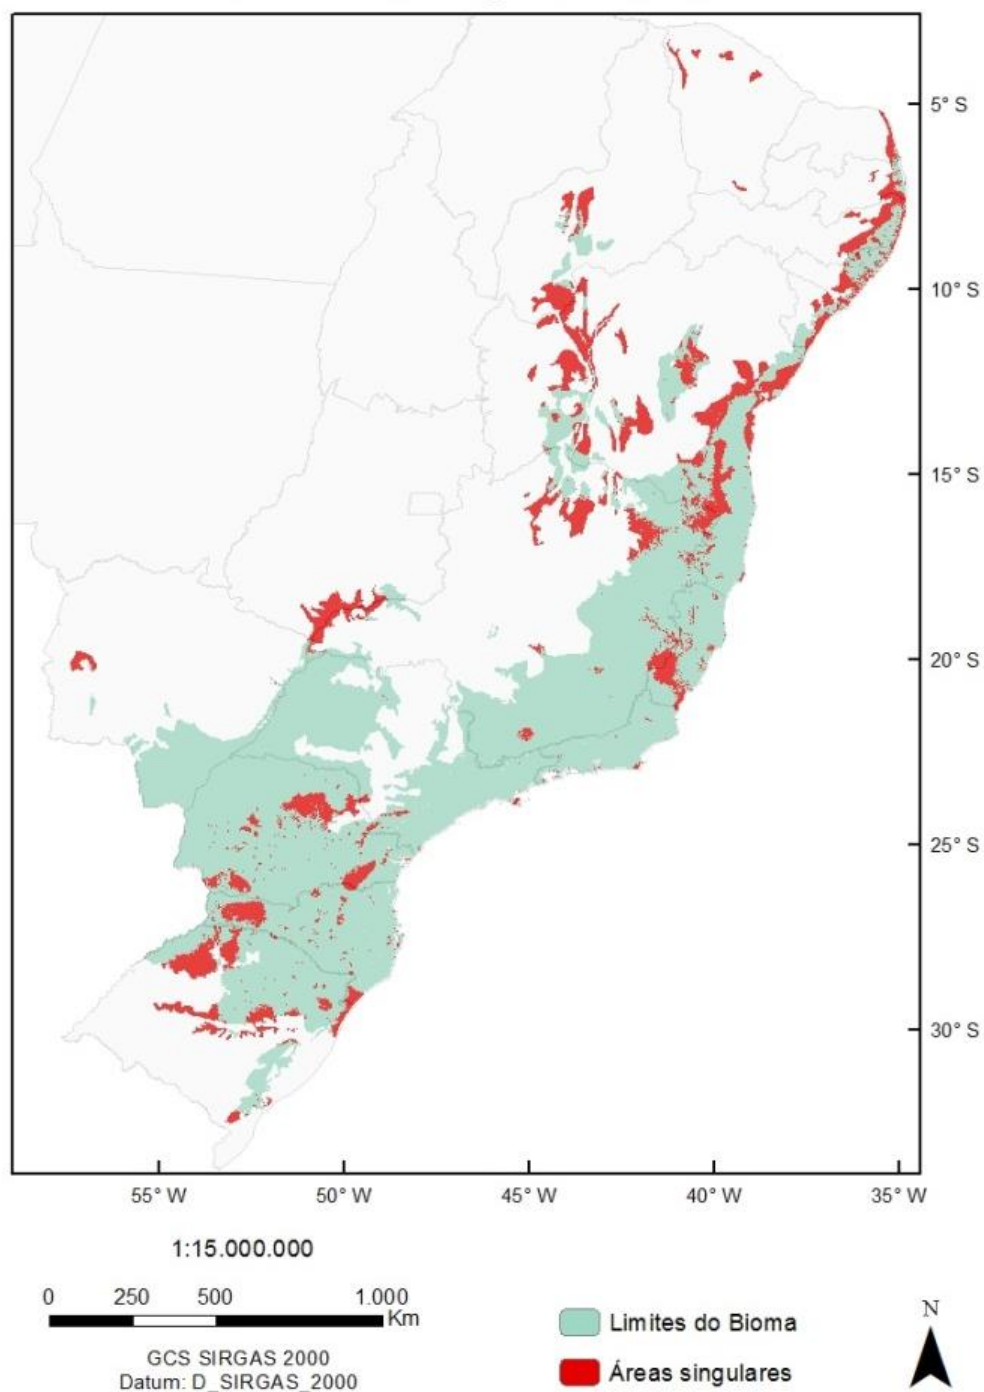 5° S
10° S
15° S
20° S
25° S
30° S
55° W 50° W 45° W 40° W 35° W
1:15.000.000
0 250 500 1.000
Km
GCS SIRGAS 2000
Datum: D_SIRGAS_2000
Limites do Bioma
Áreas singulares
N